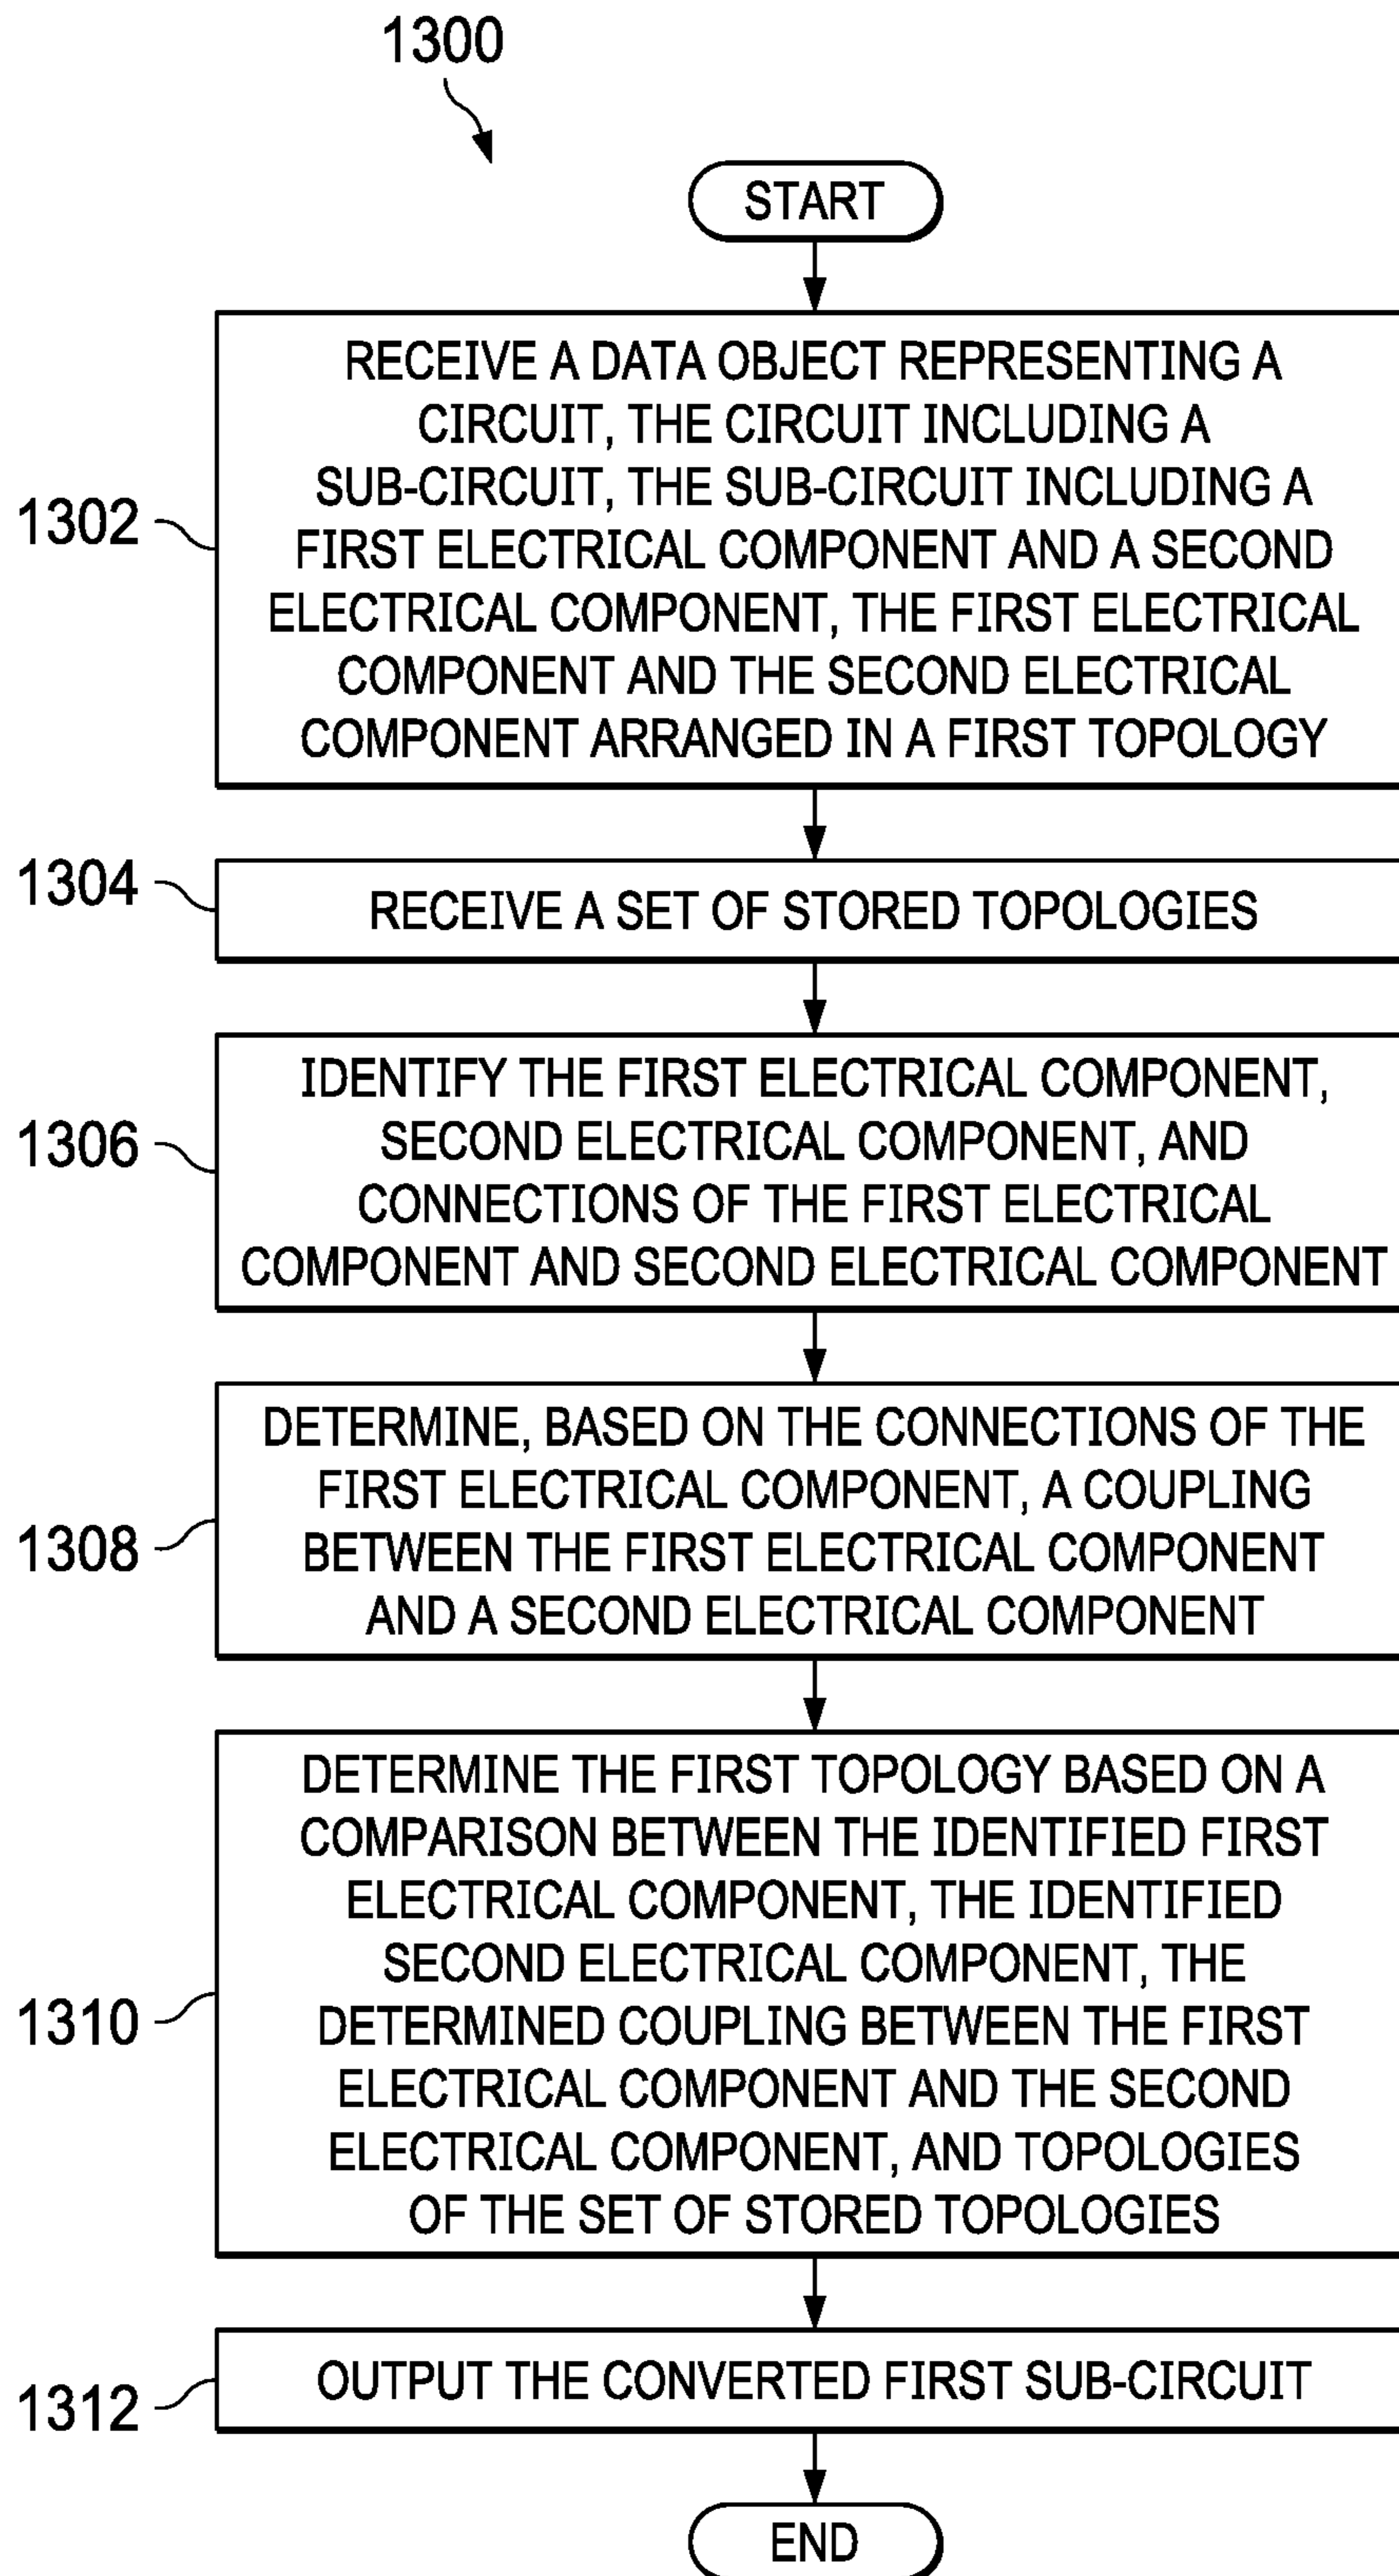 1300
START
RECEIVE A DATA OBJECT REPRESENTING A
CIRCUIT, THE CIRCUIT INCLUDING A
SUB-CIRCUIT, THE SUB-CIRCUIT INCLUDING A
FIRST ELECTRICAL COMPONENT AND A SECOND
ELECTRICAL COMPONENT, THE FIRST ELECTRICAL
COMPONENT AND THE SECOND ELECTRICAL
COMPONENT ARRANGED IN A FIRST TOPOLOGY
1302
1304
RECEIVE A SET OF STORED TOPOLOGIES
IDENTIFY THE FIRST ELECTRICAL COMPONENT,
SECOND ELECTRICAL COMPONENT, AND
CONNECTIONS OF THE FIRST ELECTRICAL
COMPONENT AND SECOND ELECTRICAL COMPONENT
1306
DETERMINE, BASED ON THE CONNECTIONS OF THE
FIRST ELECTRICAL COMPONENT, A COUPLING
BETWEEN THE FIRST ELECTRICAL COMPONENT
AND A SECOND ELECTRICAL COMPONENT
1308
DETERMINE THE FIRST TOPOLOGY BASED ON A
COMPARISON BETWEEN THE IDENTIFIED FIRST
ELECTRICAL COMPONENT, THE IDENTIFIED
SECOND ELECTRICAL COMPONENT, THE
DETERMINED COUPLING BETWEEN THE FIRST
ELECTRICAL COMPONENT AND THE SECOND
ELECTRICAL COMPONENT, AND TOPOLOGIES
OF THE SET OF STORED TOPOLOGIES
1310
OUTPUT THE CONVERTED FIRST SUB-CIRCUIT
1312
END